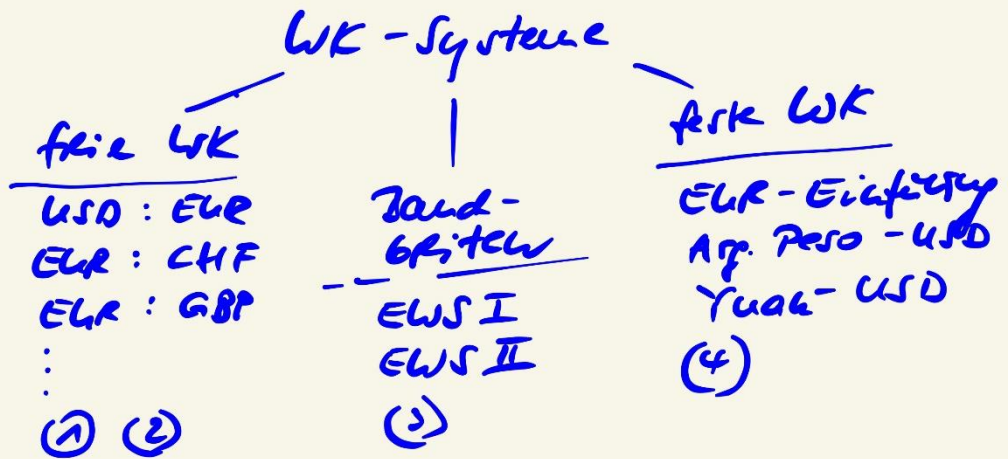 WK-Systeme
freie WK
USD : EUR
EUR : CHF
EUR : GBP
:
① ②
Band-
breiten
EWS I
EWS II
(3)
feste WK
EUR-Einführung
Arg. Peso - USD
Yuan - USD
(4)